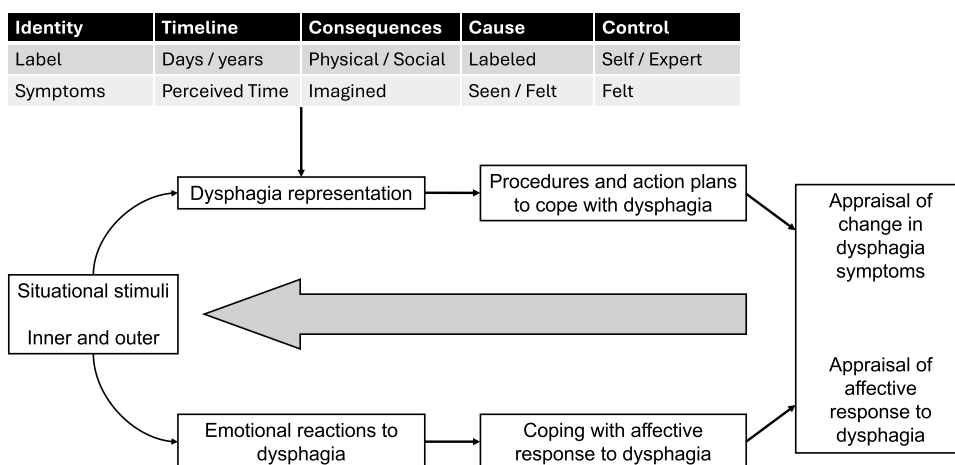 Identity Timeline Consequences Cause Control
Label Days / years Physical / Social Labeled Self / Expert
Symptoms Perceived Time Imagined Seen / Felt Felt
Dysphagia representation
Procedures and action plans
to cope with dysphagia
Appraisal of
change in
dysphagia
symptoms
Situational stimuli
Inner and outer
Appraisal of
affective
response to
dysphagia
Emotional reactions to
dysphagia
Coping with affective
response to dysphagia